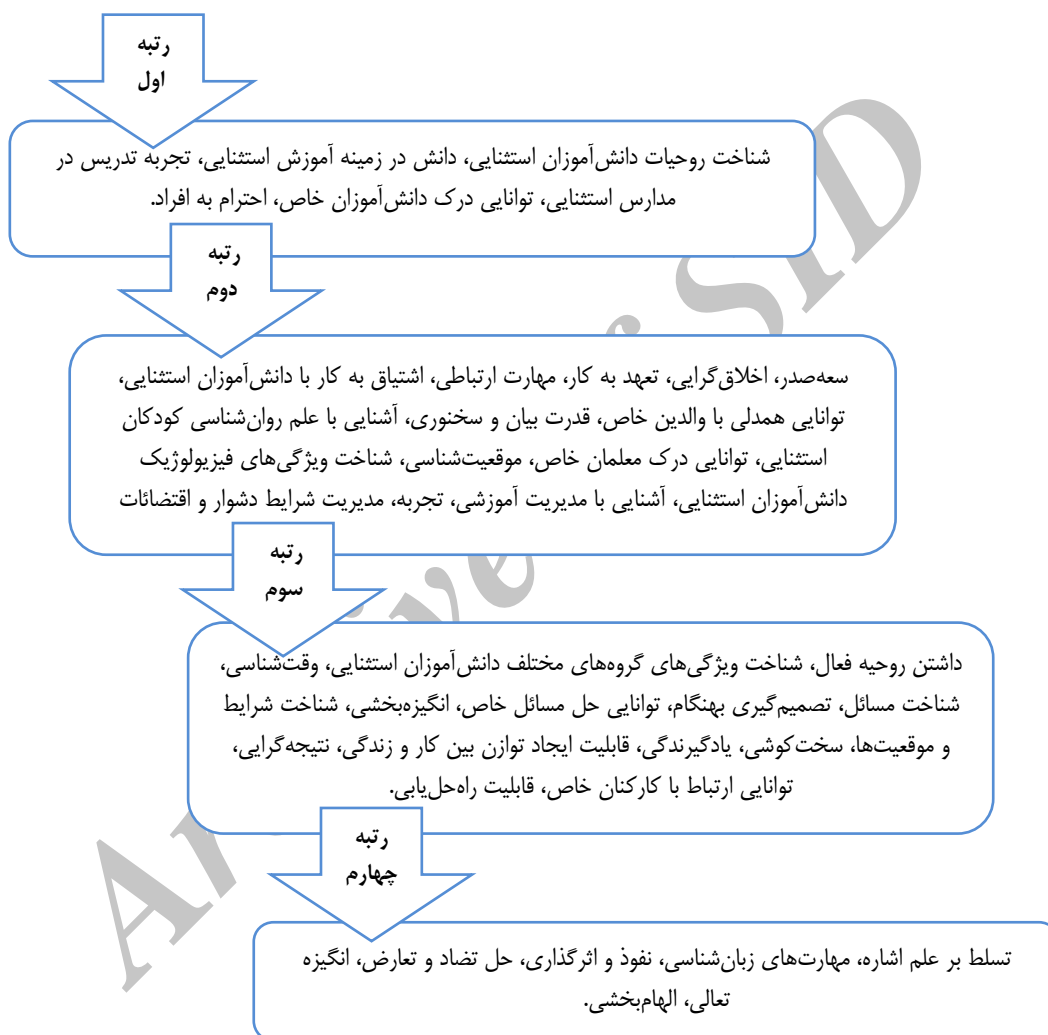 رتبه
اول
شناخت روحیات دانش‌آموزان استثنایی، دانش در زمینه آموزش استثنایی، تجربه تدریس در
مدارس استثنایی، توانایی درک دانش‌آموزان خاص، احترام به افراد.
رتبه
دوم
سعه‌صدر، اخلاق‌گرایی، تعهد به کار، مهارت ارتباطی، اشتیاق به کار با دانش‌آموزان استثنایی،
توانایی همدلی با والدین خاص، قدرت بیان و سخنوری، آشنایی با علم روان‌شناسی کودکان
استثنایی، توانایی درک معلمان خاص، موقعیت‌شناسی، شناخت ویژگی‌های فیزیولوژیک
دانش‌آموزان استثنایی، آشنایی با مدیریت آموزشی، تجربه، مدیریت شرایط دشوار و اقتضائات
رتبه
سوم
داشتن روحیه فعال، شناخت ویژگی‌های گروه‌های مختلف دانش‌آموزان استثنایی، وقت‌شناسی،
شناخت مسائل، تصمیم‌گیری بهنگام، توانایی حل مسائل خاص، انگیزه‌بخشی، شناخت شرایط
و موقعیت‌ها، سخت‌کوشی، یادگیرندگی، قابلیت ایجاد توازن بین کار و زندگی، نتیجه‌گرایی،
توانایی ارتباط با کارکنان خاص، قابلیت راه‌حل‌یابی.
رتبه
چهارم
تسلط بر علم اشاره، مهارت‌های زبان‌شناسی، نفوذ و اثرگذاری، حل تضاد و تعارض، انگیزه
تعالی، الهام‌بخشی.